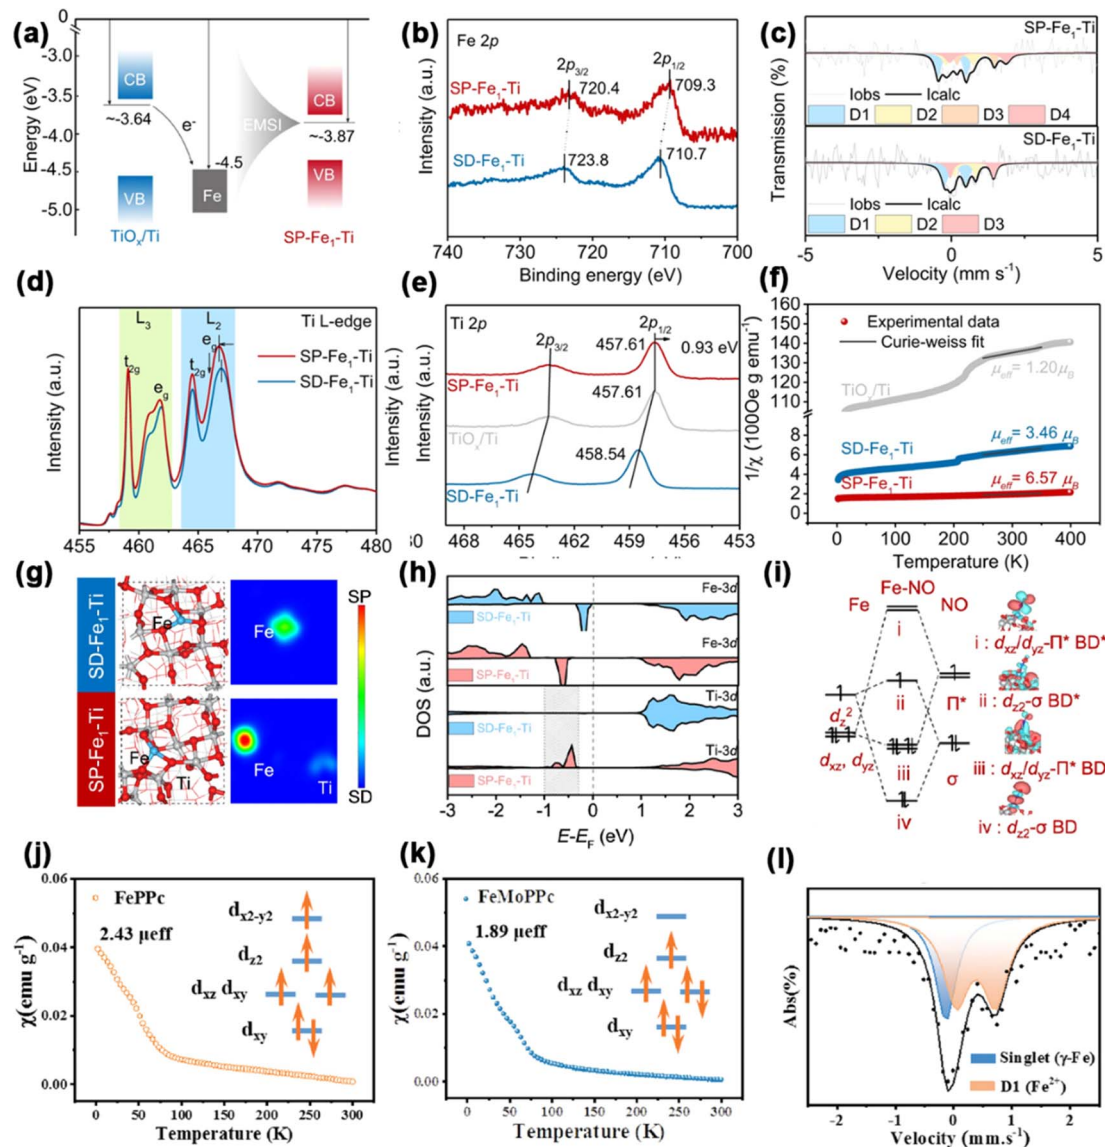 (a)
0
-3.0
-3.5
-4.0
-4.5
-5.0
Energy (eV)
CB
~-3.64
e-
-4.5
Fe
VB
TiOx/Ti
EMSI
CB
~-3.87
VB
SP-Fe1-Ti
(b)
Fe 2p
2p3/2
2p1/2
SP-Fe1-Ti
720.4
709.3
723.8
710.7
SD-Fe1-Ti
Intensity (a.u.)
740 730 720 710 700
Binding energy (eV)
(c)
SP-Fe1-Ti
Iobs Icalc
D1 D2 D3 D4
SD-Fe1-Ti
Iobs Icalc
D1 D2 D3
Transmission (%)
-5 0 5
Velocity (mm s-1)
(d)
L3
L2
Ti L-edge
t2g
eg
t2g
eg
SP-Fe1-Ti
SD-Fe1-Ti
Intensity (a.u.)
455 460 465 470 475 480
(e)
Ti 2p
2p3/2
2p1/2
457.61
0.93 eV
SP-Fe1-Ti
457.61
TiOx/Ti
458.54
SD-Fe1-Ti
Intensity (a.u.)
30 468 465 462 459 456 453
(f)
160
150
140
130
120
110
8
6
4
2
0
1/χ (1000Oe g emu-1)
Experimental data
Curie-weiss fit
μeff= 1.20μB
TiOx/Ti
SD-Fe1-Ti
μeff= 3.46 μB
SP-Fe1-Ti
μeff= 6.57 μB
0 100 200 300 400
Temperature (K)
(g)
SD-Fe1-Ti
Fe
Fe
SP-Fe1-Ti
Fe
Ti
Fe
Ti
SP
SD
(h)
Fe-3d
SD-Fe1-Ti
Fe-3d
SP-Fe1-Ti
Ti-3d
SD-Fe1-Ti
Ti-3d
SP-Fe1-Ti
DOS (a.u.)
-3 -2 -1 0 1 2 3
E-EF (eV)
(i)
Fe
Fe-NO
NO
i
ii
iii
iv
dz2
dxz, dyz
Π*
σ
i : dxz/dyz-Π* BD*
ii : dz2-σ BD*
iii : dxz/dyz-Π* BD
iv : dz2-σ BD
(j)
0.06
0.04
0.02
0.00
χ(emu g-1)
FePPc
2.43 μeff
dx2-y2
dz2
dxz dxy
dxy
0 50 100 150 200 250 300
Temperature (K)
(k)
0.06
0.04
0.02
0.00
χ(emu g-1)
FeMoPPc
1.89 μeff
dx2-y2
dz2
dxz dxy
dxy
0 50 100 150 200 250 300
Temperature (K)
(l)
Abs(%)
Singlet (γ-Fe)
D1 (Fe2+)
-2 -1 0 1 2
Velocity (mm.s-1)